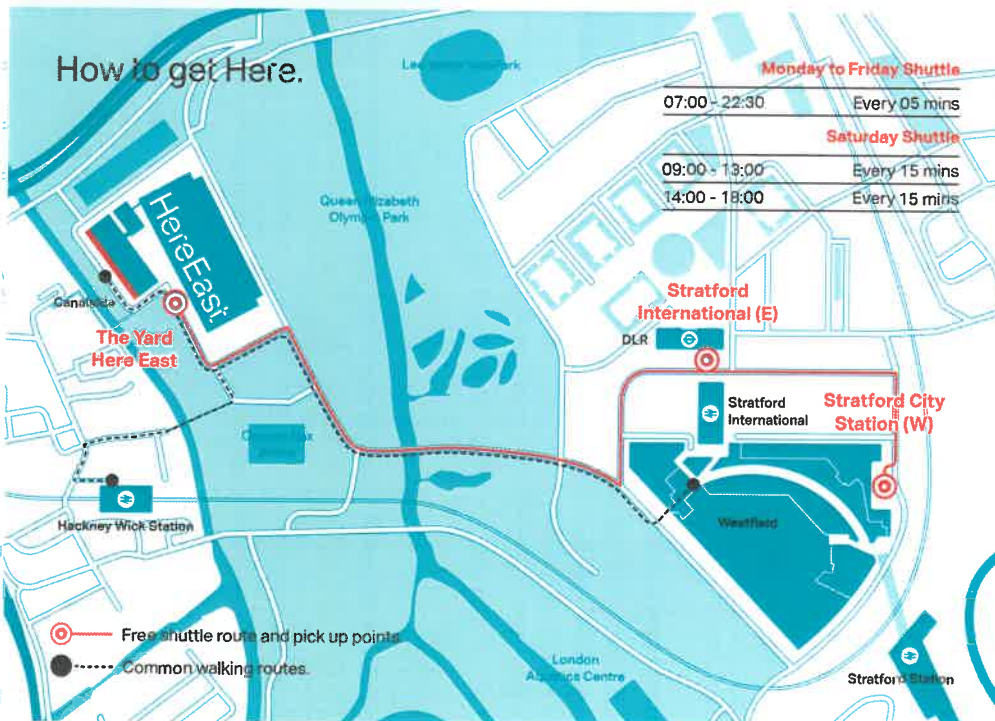 How to get Here.
Monday to Friday Shuttle
07:00 - 22:30 Every 05 mins
Saturday Shuttle
09:00 - 13:00 Every 15 mins
14:00 - 18:00 Every 15 mins
Queen Elizabeth
Olympic Park
HereEast.
Canalside
The Yard
Here East
Stratford
International (E)
DLR
Stratford
International
Stratford City
Station (W)
Hackney Wick Station
Westfield
Free shuttle route and pick up points.
Common walking routes.
London
Aquatics Centre
Stratford Station